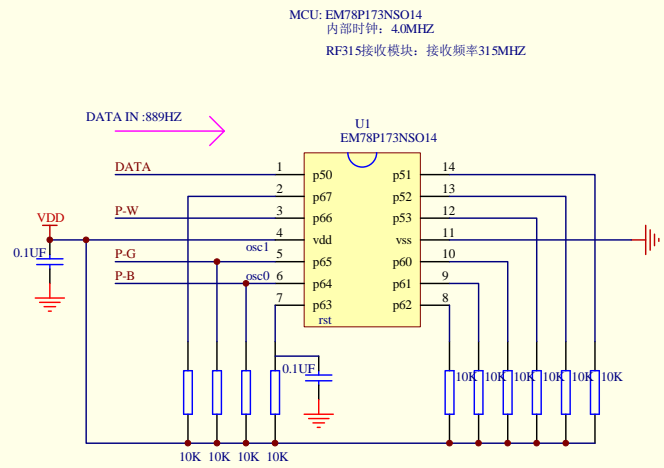 MCU: EM78P173NSO14
内部时钟：4.0MHZ
RF315接收模块：接收频率315MHZ
DATA IN :889HZ
U1
EM78P173NSO14
DATA 1 p50 p51 14
2 p67 p52 13
P-W 3 p66 p53 12
VDD 4 vdd vss 11
0.1UF osc1
P-G 5 p65 p60 10
P-B osc0 6 p64 p61 9
7 p63 p62 8
rst
0.1UF
10K 10K 10K 10K 10K 10K
10K 10K 10K 10K